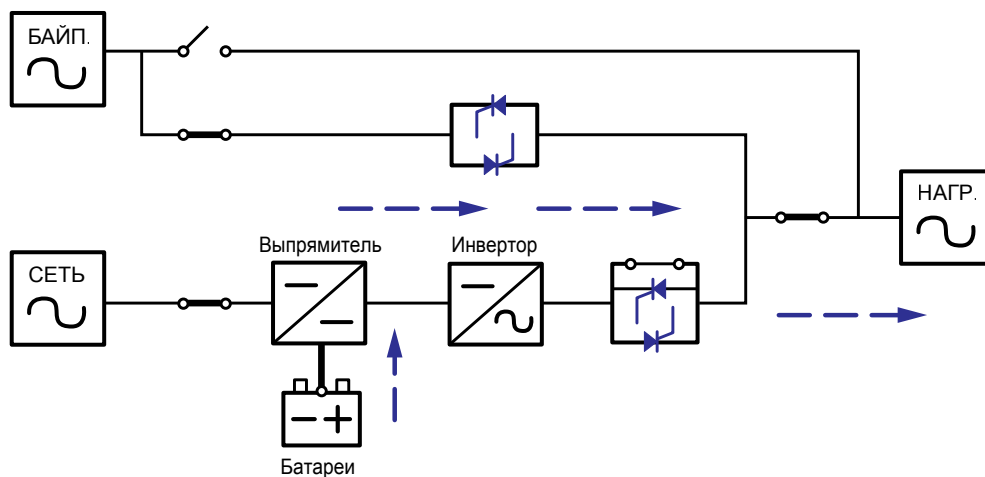 БАЙП.
НАГР.
Выпрямитель
Инвертор
СЕТЬ
Батареи